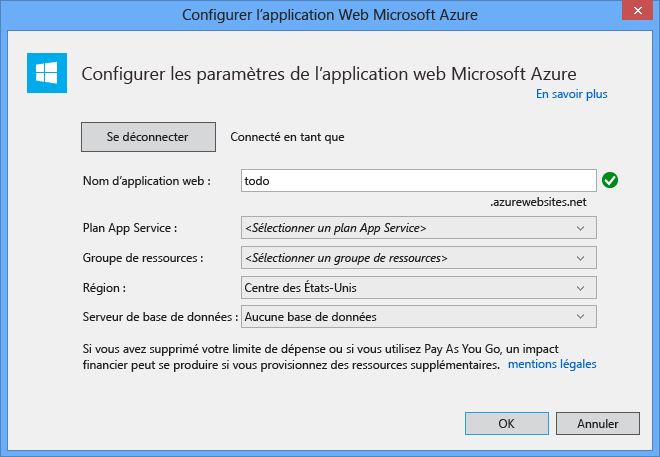 Configurer l'application Web Microsoft Azure
Configurer les paramètres de l'application web Microsoft Azure
En savoir plus
Se déconnecter Connecté en tant que
Nom d'application web : todo
.azurewebsites.net
Plan App Service : <Sélectionner un plan App Service>
Groupe de ressources : <Sélectionner un groupe de ressources>
Région : Centre des États-Unis
Serveur de base de données : Aucune base de données
Si vous avez supprimé votre limite de dépense ou si vous utilisez Pay As You Go, un impact
financier peut se produire si vous provisionnez des ressources supplémentaires. mentions légales
OK Annuler